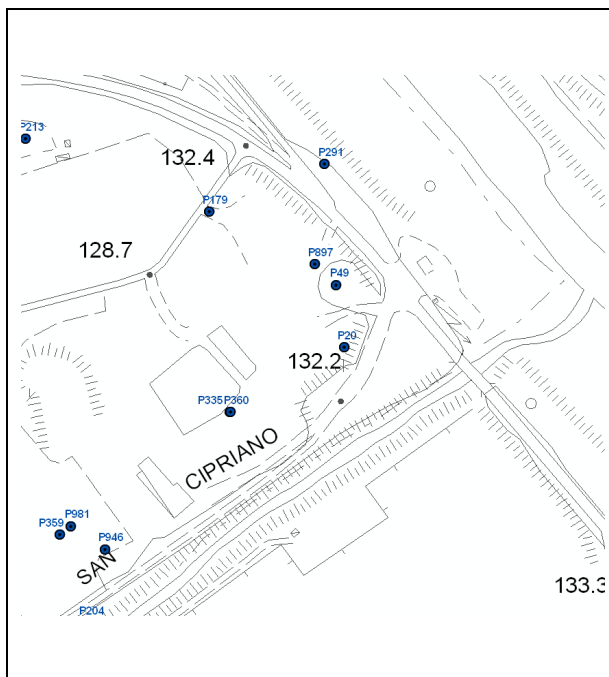 P213
132.4
P291
P179
128.7
P897
P49
P20
132.2
P335P360
SAN CIPRIANO
P981
P359
P946
133.3
P204